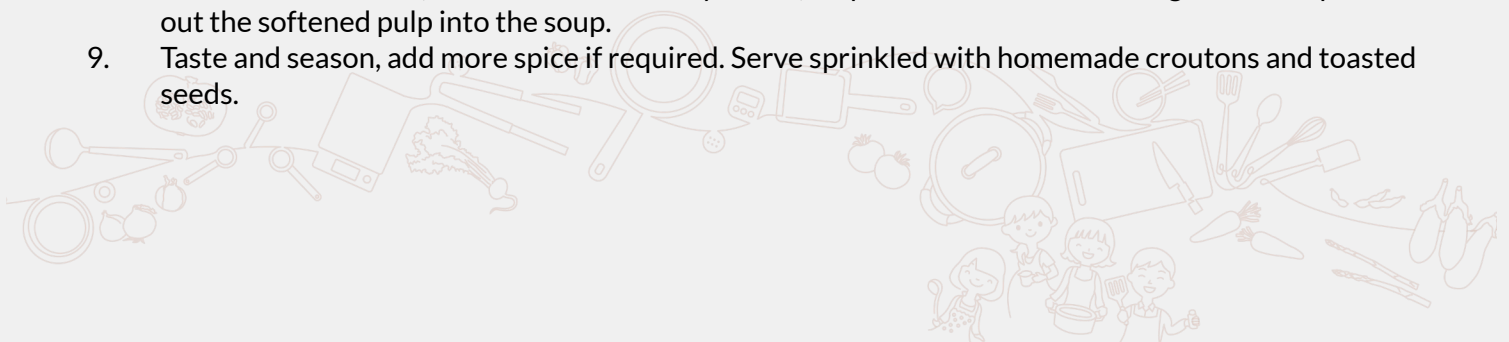 out the softened pulp into the soup.
9. Taste and season, add more spice if required. Serve sprinkled with homemade croutons and toasted
seeds.